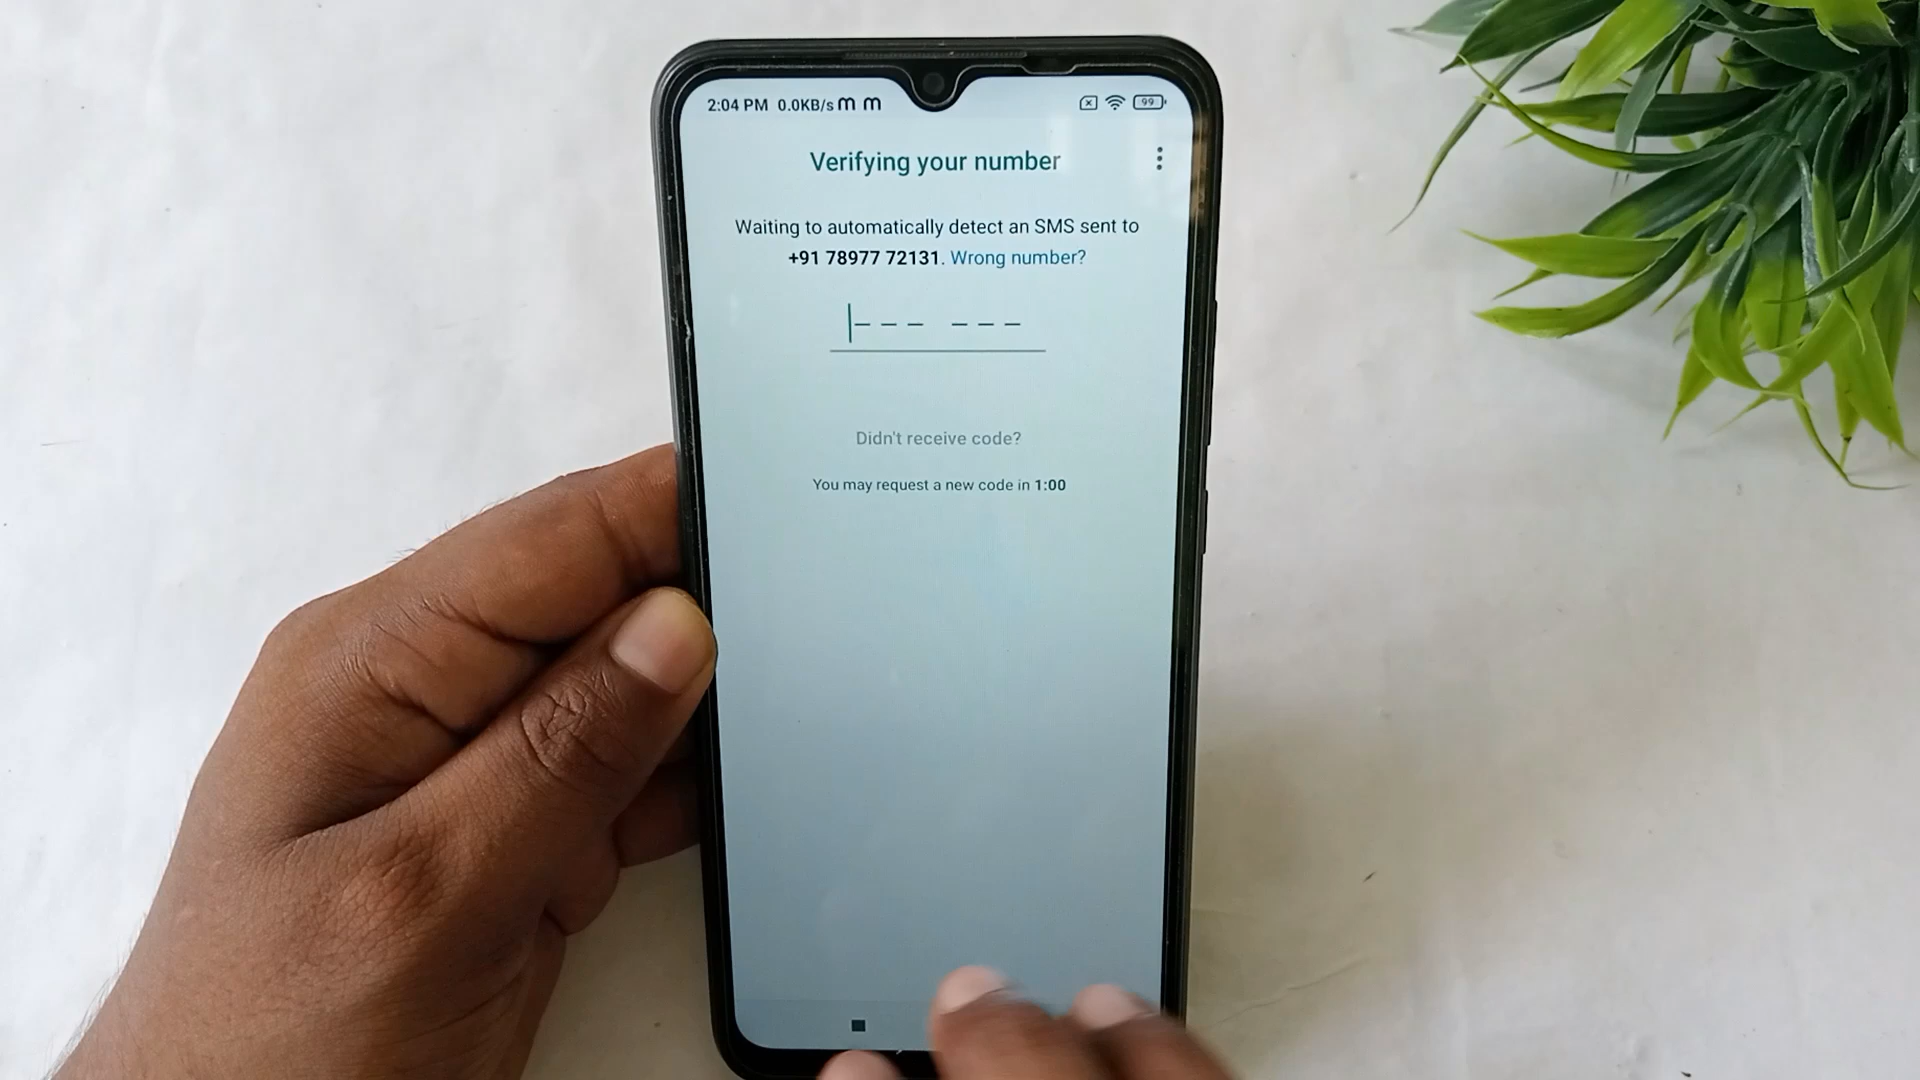 2:04 PM 0.0KB/s m m 99
Verifying your number
Waiting to automatically detect an SMS sent to
+91 78977 72131. Wrong number?
Didn't receive code?
You may request a new code in 1:00